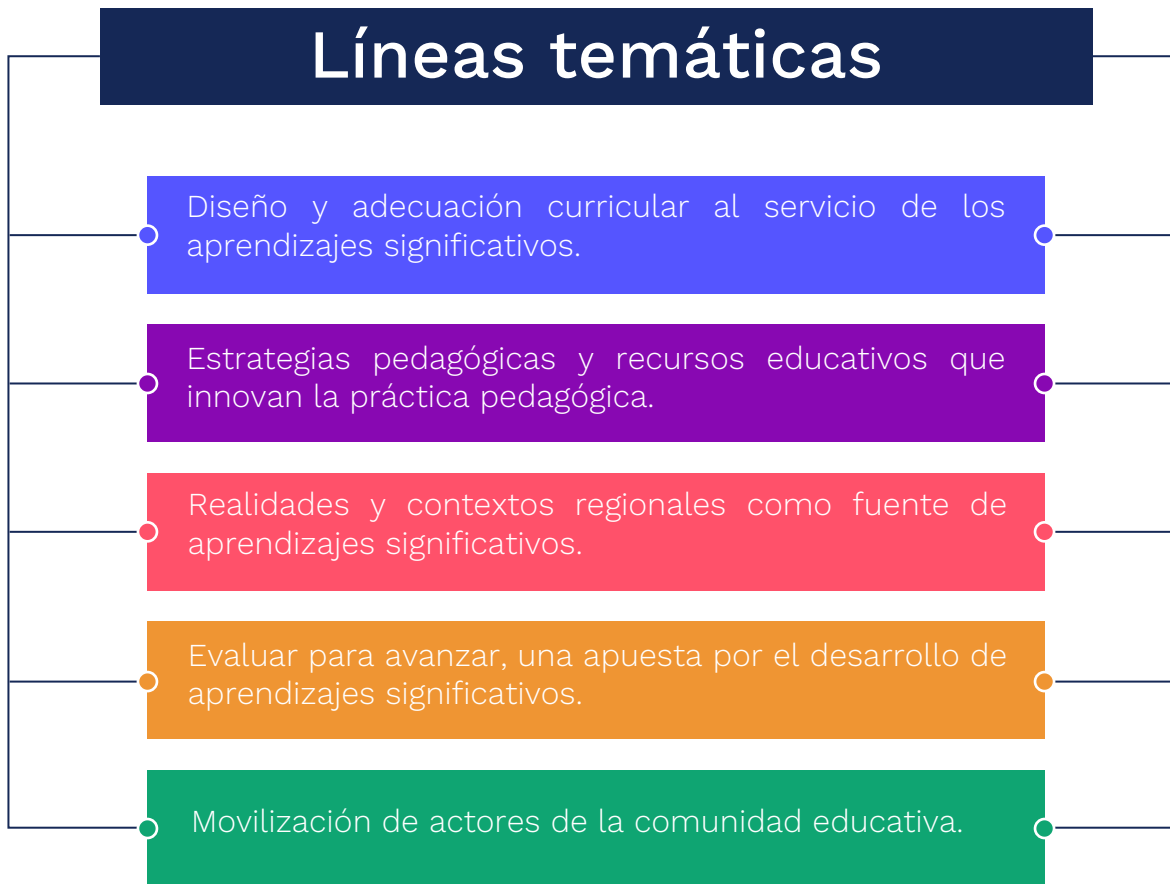 Líneas temáticas
Diseño y adecuación curricular al servicio de los
aprendizajes significativos.
Estrategias pedagógicas y recursos educativos que
innovan la práctica pedagógica.
Realidades y contextos regionales como fuente de
aprendizajes significativos.
Evaluar para avanzar, una apuesta por el desarrollo de
aprendizajes significativos.
Movilización de actores de la comunidad educativa.